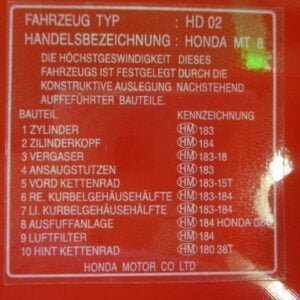 FAHRZEUG TYP : HD 02
HANDELSBEZEICHNUNG : HONDA MT 8
DIE HÖCHSTGESWINDIGKEIT DIESES
FAHRZEUGS IST FESTGELEGT DURCH DIE
KONSTRUKTIVE AUSLEGUNG NACHSTEHEND
AUFFEFÜHRTER BAUTEILE.
BAUTEIL KENNZEICHNUNG
1 ZYLINDER HM 183
2 ZILINDERKOPF HM 184
3 VERGASER HM 183-18
4 ANSAUGSTUTZEN HM 183
5 VORD KETTENRAD HM 183-15T
6 RE. KURBELGEHÄUSEHÄLFTE HM 183-184
7 LI. KURBELGEHÄUSEHÄLFTE HM 183-184
8 AUSFUFFANLAGE HM 184 HONDA
9 LUFTFILTER HM 184
10 HINT KETTENRAD HM 180 38T
HONDA MOTOR CO LTD